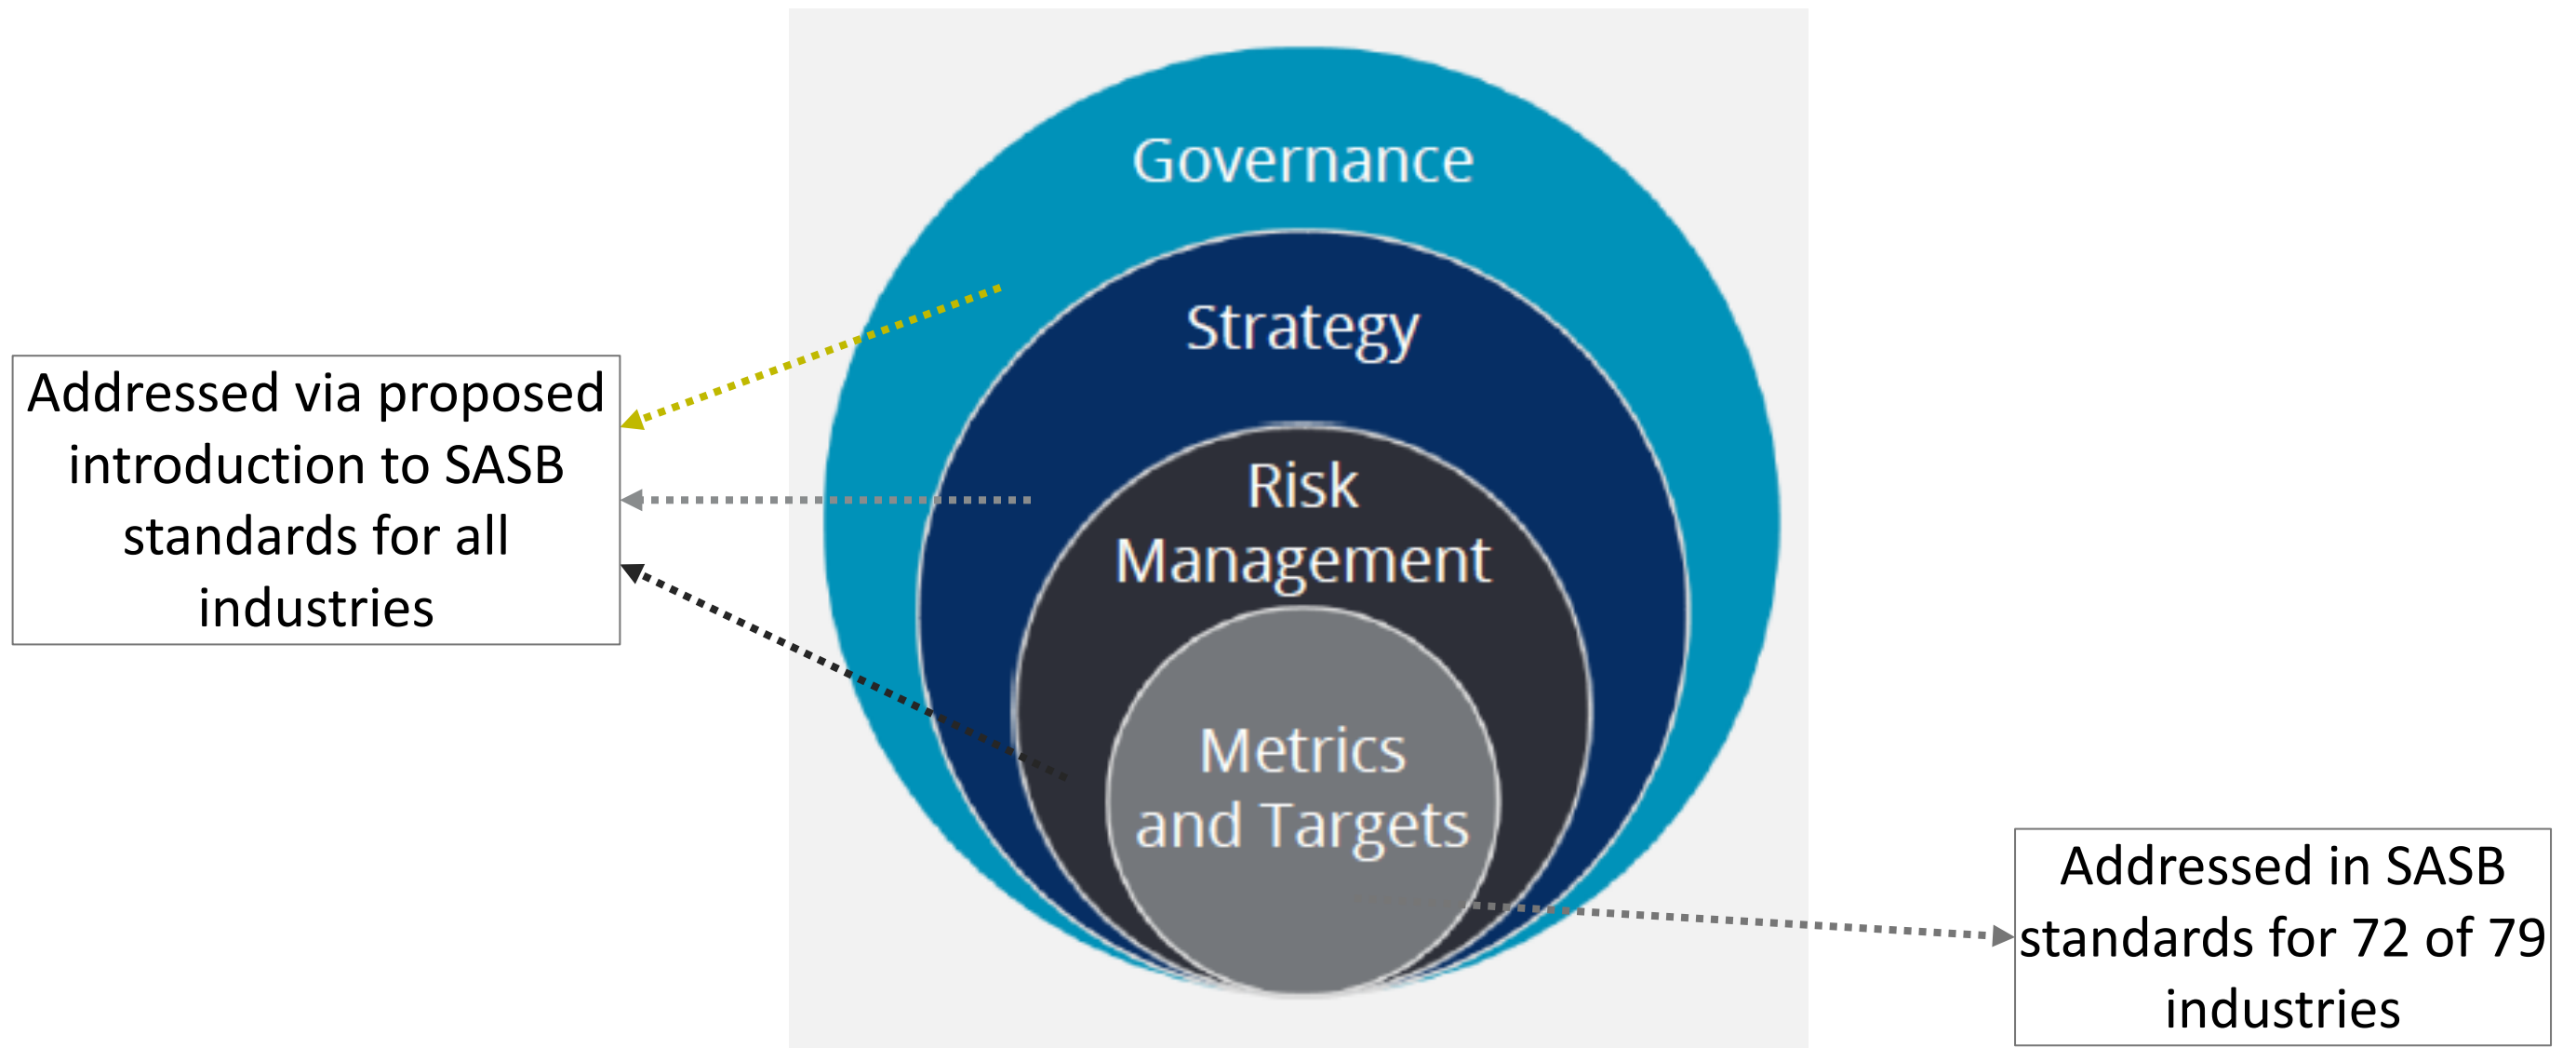 Governance
Strategy
Risk
Management
Metrics
and Targets
Addressed via proposed
introduction to SASB
standards for all
industries
Addressed in SASB
standards for 72 of 79
industries